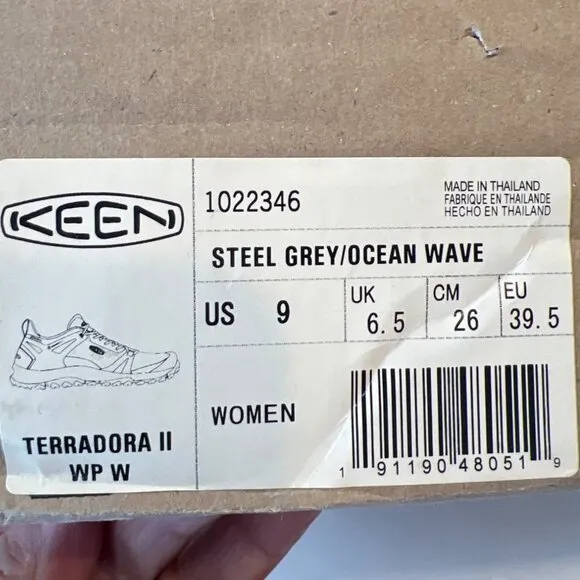 KEEN
1022346
MADE IN THAILAND
FABRIQUE EN THAILANDE
HECHO EN THAILAND
STEEL GREY/OCEAN WAVE
US 9
UK 6.5
CM 26
EU 39.5
WOMEN
TERRADORA II
WP W
1 91190 48051 9